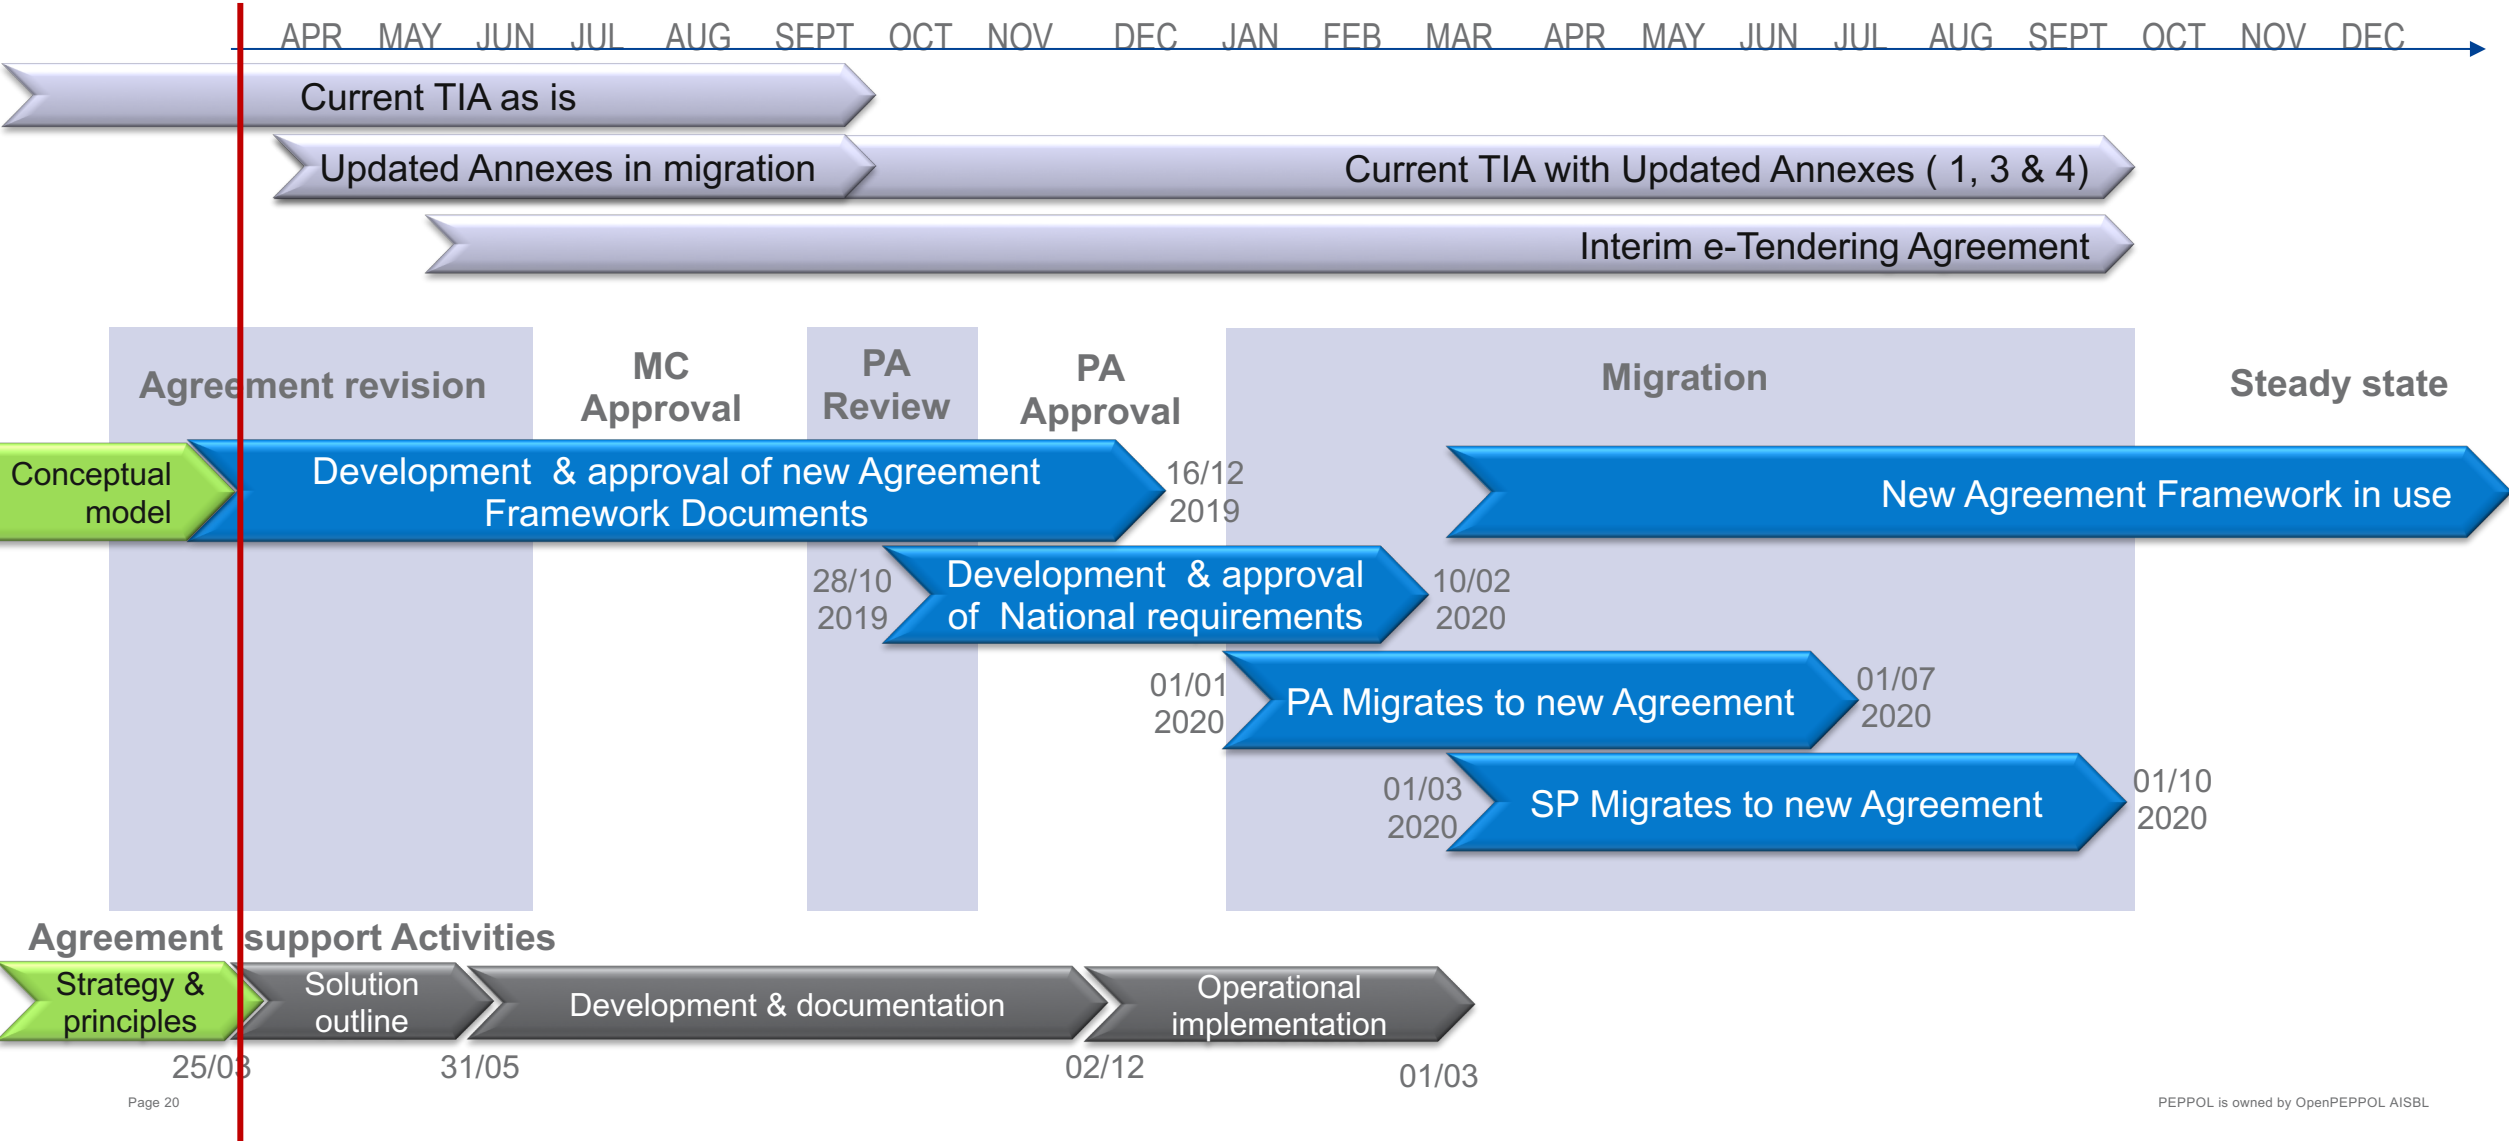 APR MAY JUN JUL AUG SEPT OCT NOV DEC JAN FEB MAR APR MAY JUN JUL AUG SEPT OCT NOV DEC
Current TIA as is
Updated Annexes in migration
Current TIA with Updated Annexes ( 1, 3 & 4)
Interim e-Tendering Agreement
Agreement revision
MC
Approval
PA
Review
PA
Approval
Migration
Steady state
Conceptual
model
Development & approval of new Agreement
Framework Documents
16/12
2019
New Agreement Framework in use
28/10
2019
Development & approval
of National requirements
10/02
2020
01/01
2020
PA Migrates to new Agreement
01/07
2020
01/03
2020
SP Migrates to new Agreement
01/10
2020
Agreement support Activities
Strategy &
principles
Solution
outline
Development & documentation
Operational
implementation
25/03
31/05
02/12
01/03
Page 20
PEPPOL is owned by OpenPEPPOL AISBL